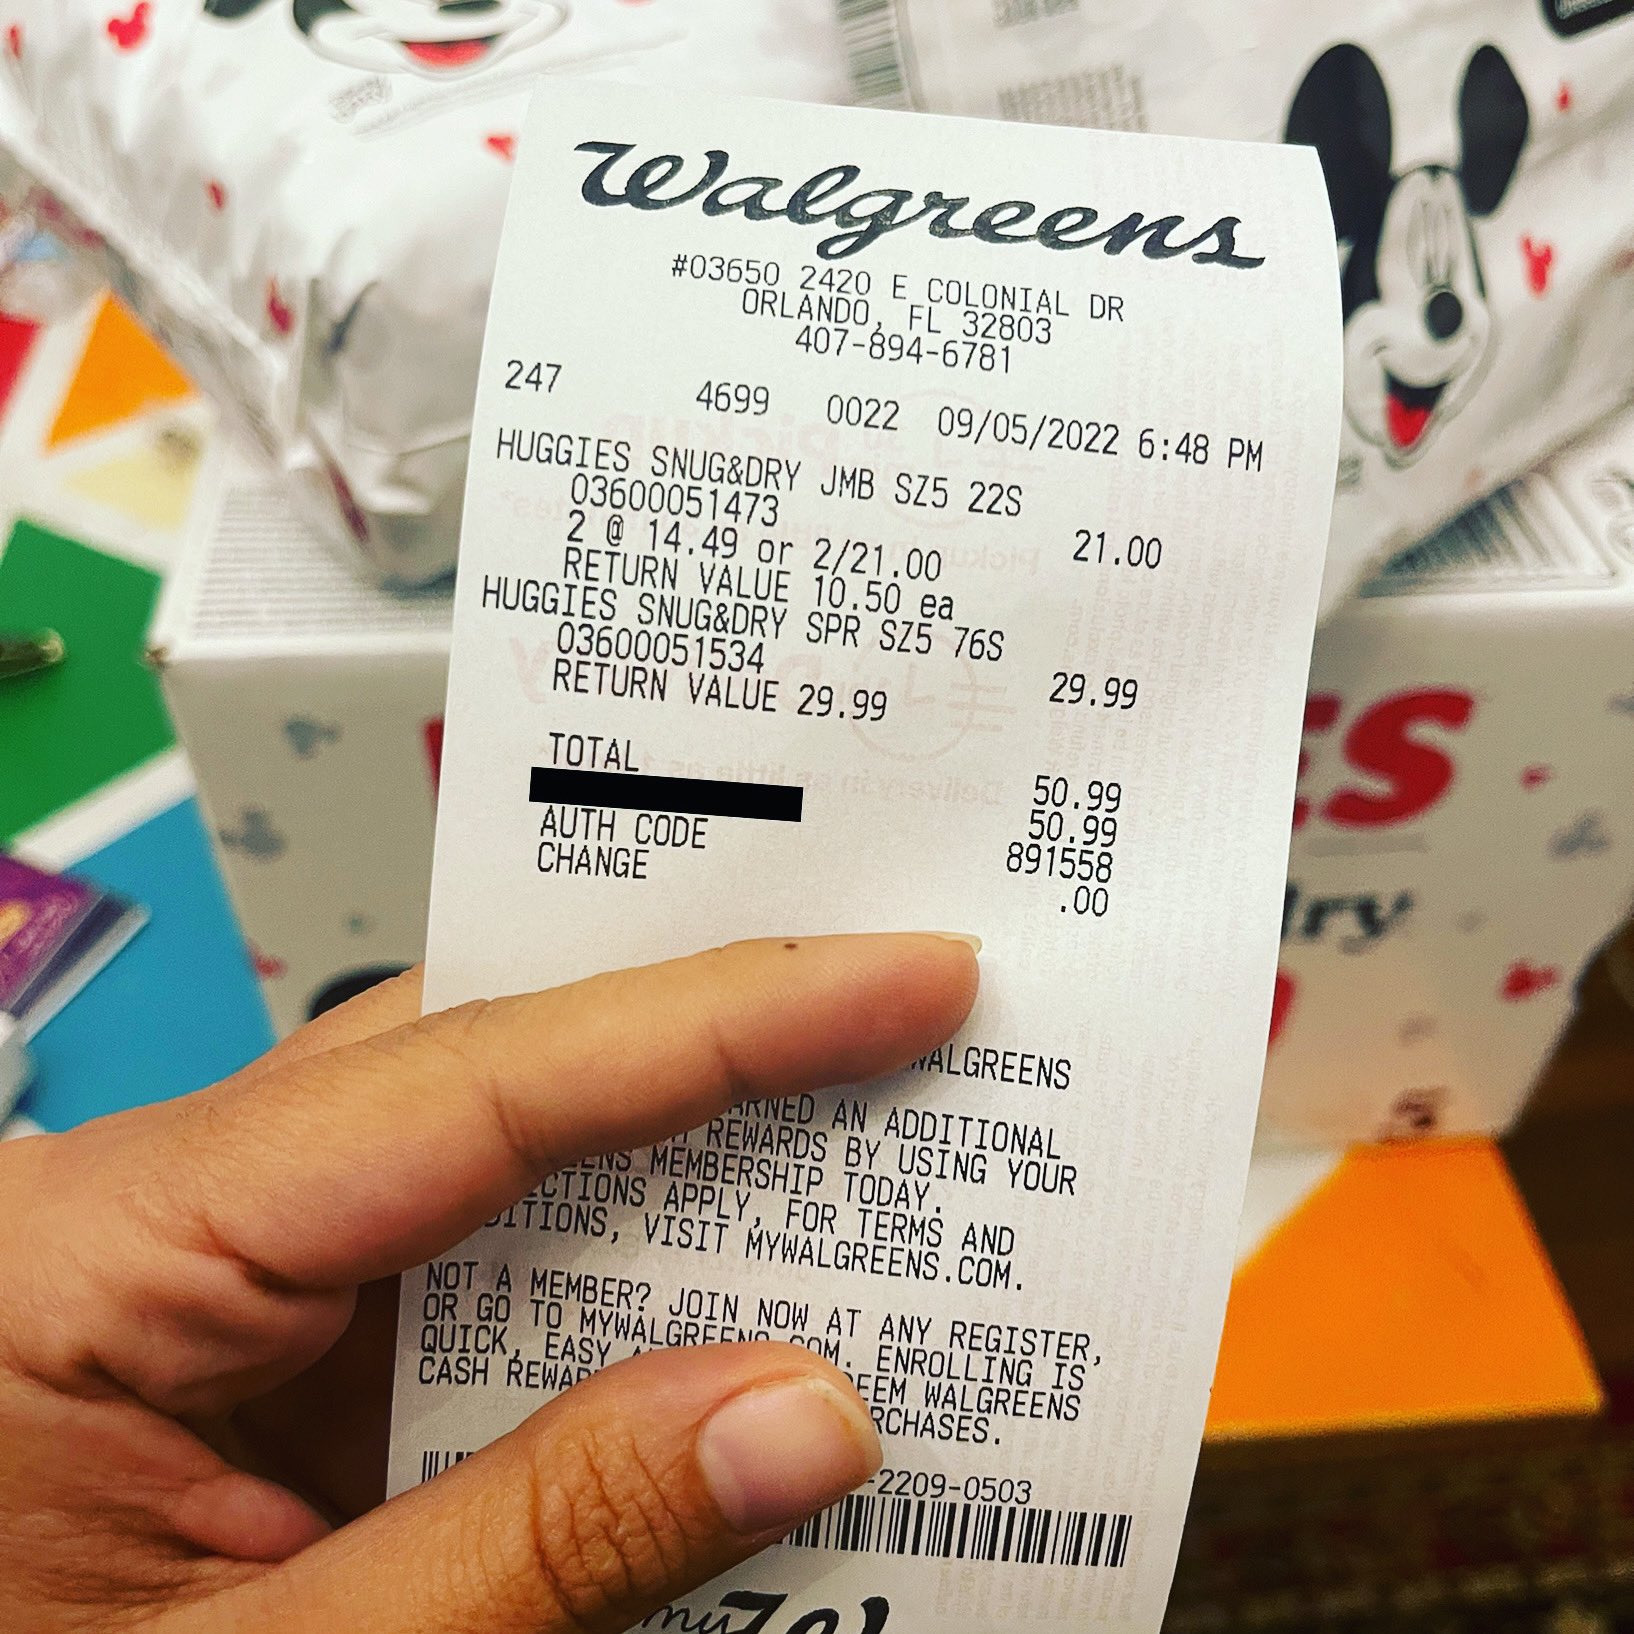 Walgreens
#03650 2420 E COLONIAL DR
ORLANDO, FL 32803
407-894-6781
247 4699 0022 09/05/2022 6:48 PM
HUGGIES SNUG&DRY JMB SZ5 22S
03600051473
2 @ 14.49 or 2/21.00 21.00
RETURN VALUE 10.50 ea
HUGGIES SNUG&DRY SPR SZ5 76S
03600051534 29.99
RETURN VALUE 29.99
TOTAL 50.99
50.99
AUTH CODE 891558
CHANGE .00
WALGREENS
AN ADDITIONAL
REWARDS BY USING YOUR
MEMBERSHIP TODAY.
APPLY, FOR TERMS AND
VISIT MYWALGREENS.COM.
NOT A MEMBER? JOIN NOW AT ANY REGISTER,
OR GO TO MYWALGREENS.COM. ENROLLING IS
QUICK, EASY WALGREENS
CASH
-2209-0503
my